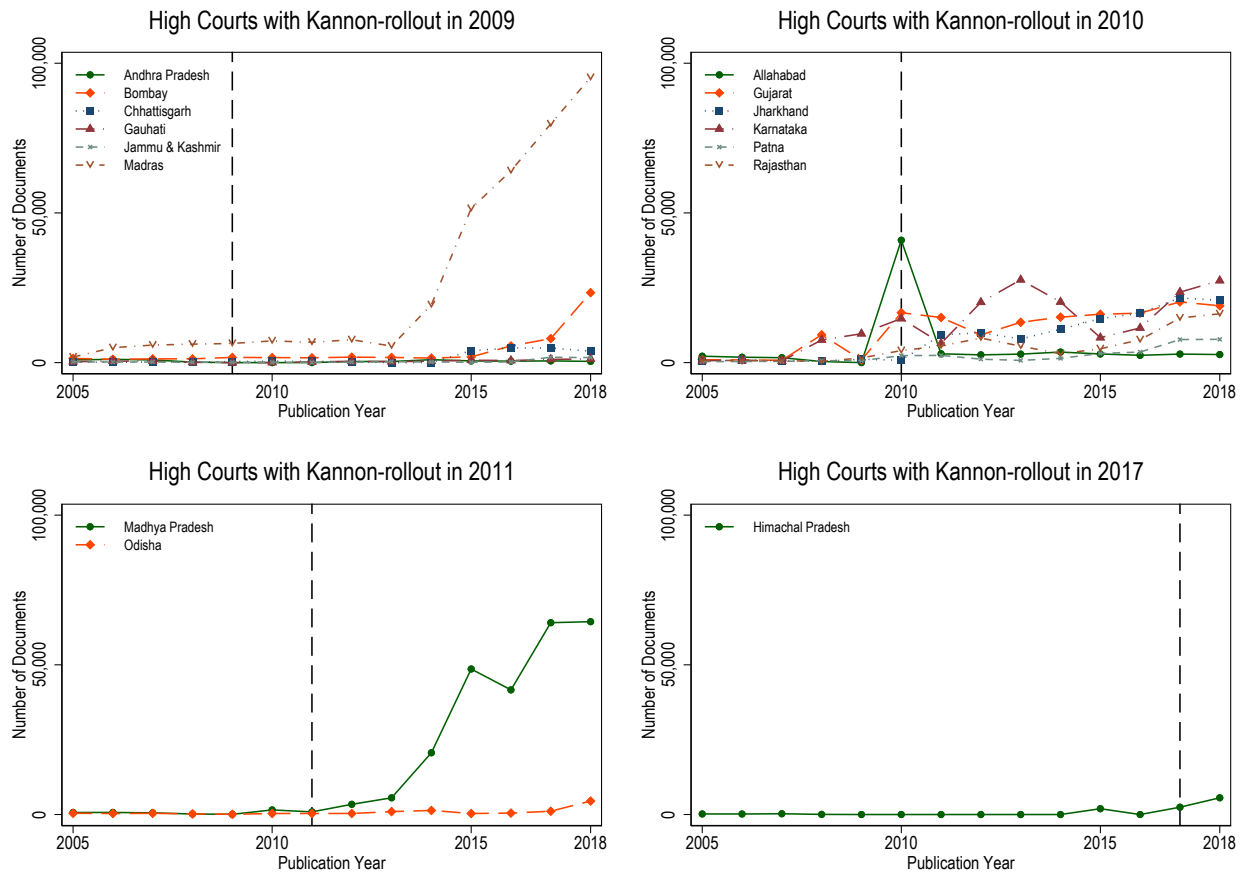 High Courts with Kannon-rollout in 2009
100,000
50,000
0
Number of Documents
Andhra Pradesh
Bombay
Chhattisgarh
Gauhati
Jammu & Kashmir
Madras
2005
2010
2015
2018
Publication Year
High Courts with Kannon-rollout in 2010
100,000
50,000
0
Number of Documents
Allahabad
Gujarat
Jharkhand
Karnataka
Patna
Rajasthan
2005
2010
2015
2018
Publication Year
High Courts with Kannon-rollout in 2011
100,000
50,000
0
Number of Documents
Madhya Pradesh
Odisha
2005
2010
2015
2018
Publication Year
High Courts with Kannon-rollout in 2017
100,000
50,000
0
Number of Documents
Himachal Pradesh
2005
2010
2015
2018
Publication Year